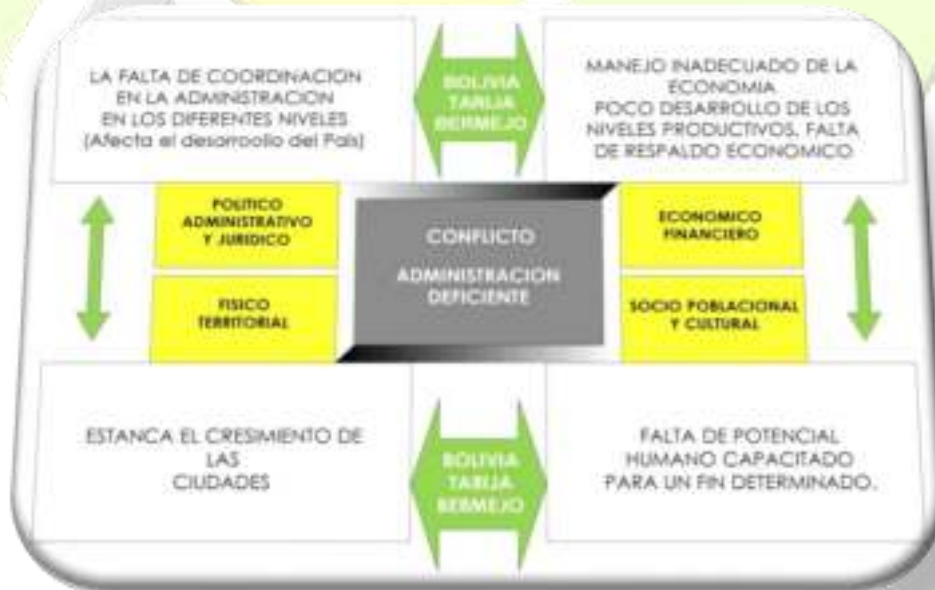 LA FALTA DE COORDINACION
EN LA ADMINISTRACION
EN LOS DIFERENTES NIVELES
(Afecta el desarroollo del País)
BOLIVIA
TARIJA
BERMEJO
MANEJO INADECUADO DE LA
ECONOMIA
POCO DESARROLLO DE LOS
NIVELES PRODUCTIVOS, FALTA
DE RESPALDO ECONOMICO
POLITICO
ADMINISTRATIVO
Y JURIDICO
CONFLICTO
ADMINISTRACION
DEFICIENTE
ECONOMICO
FINANCIERO
FISICO
TERRITORIAL
SOCIO POBLACIONAL
Y CULTURAL
ESTANCA EL CRESIMIENTO DE
LAS
CIUDADES
BOLIVIA
TARIJA
BERMEJO
FALTA DE POTENCIAL
HUMANO CAPACITADO
PARA UN FIN DETERMINADO.